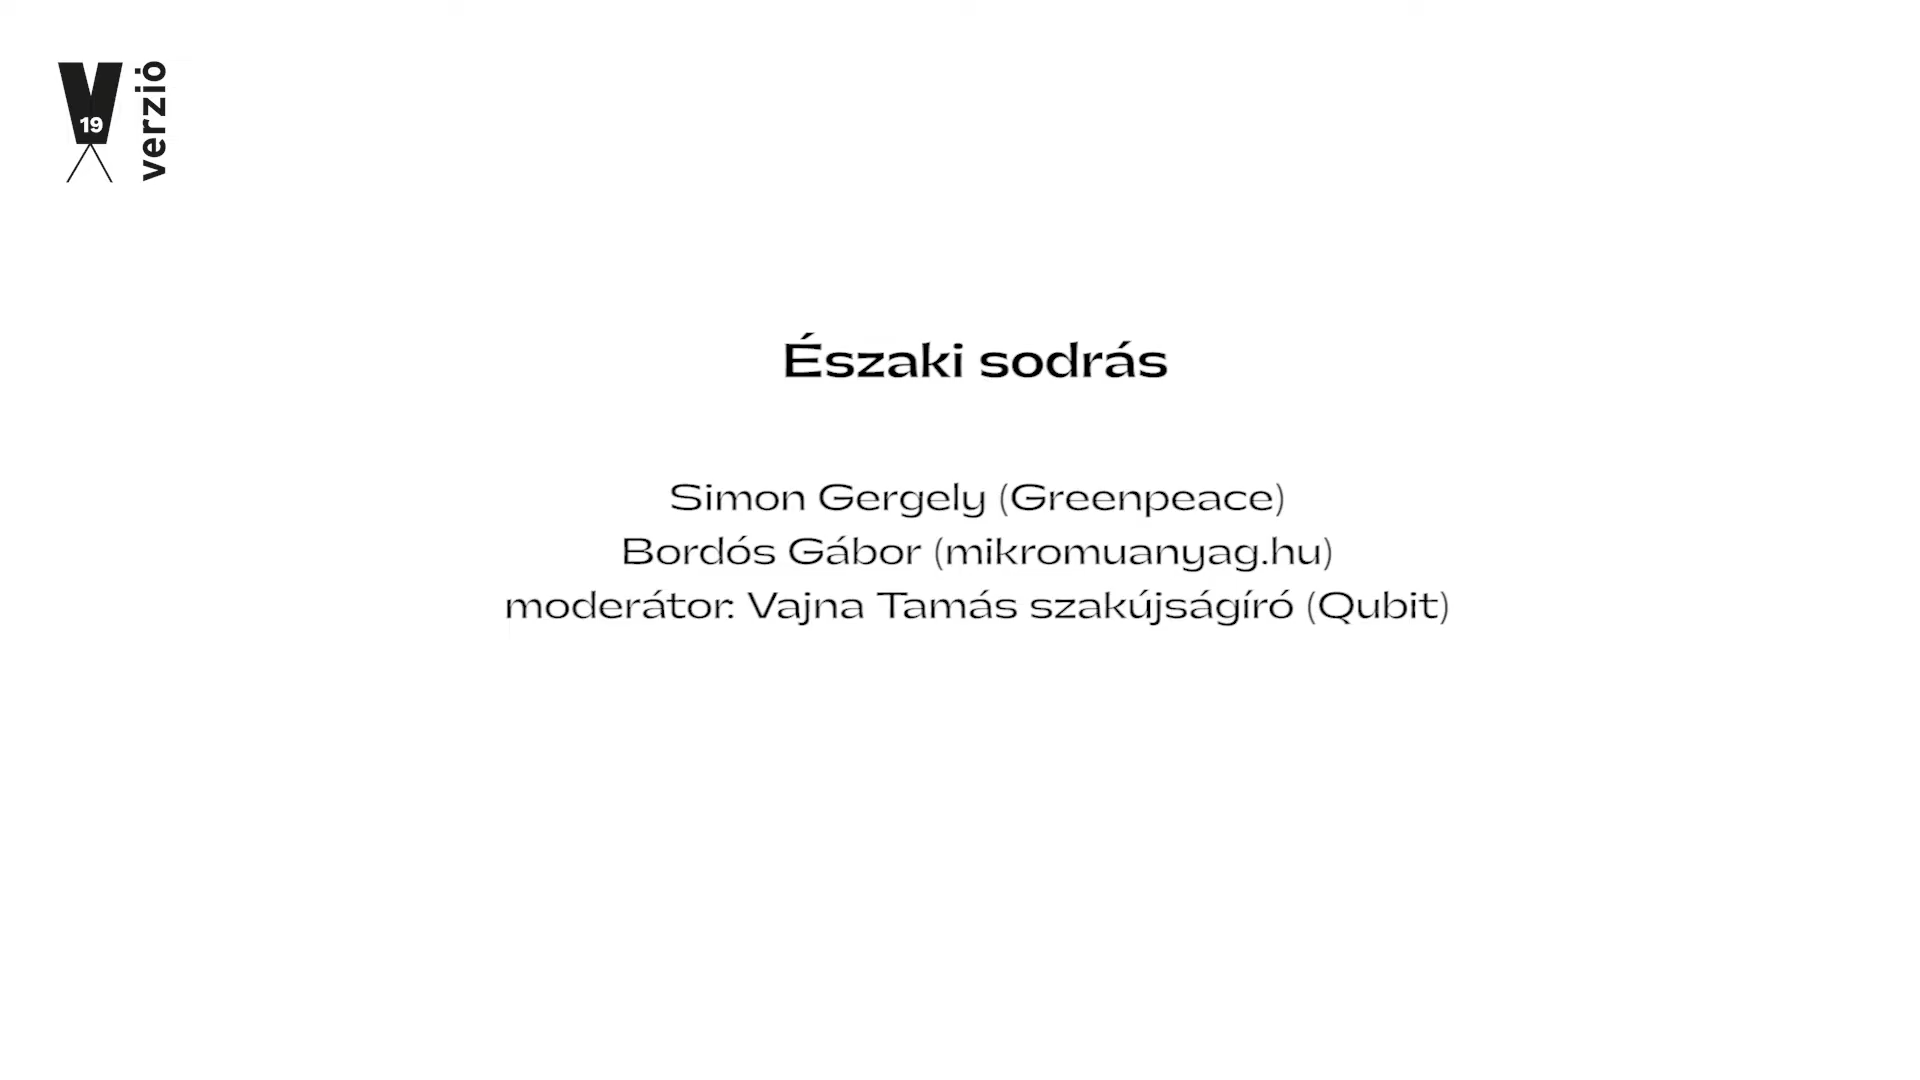 19
verzió
Északi sodrás
Simon Gergely (Greenpeace)
Bordós Gábor (mikromuanyag.hu)
moderátor: Vajna Tamás szakújságíró (Qubit)